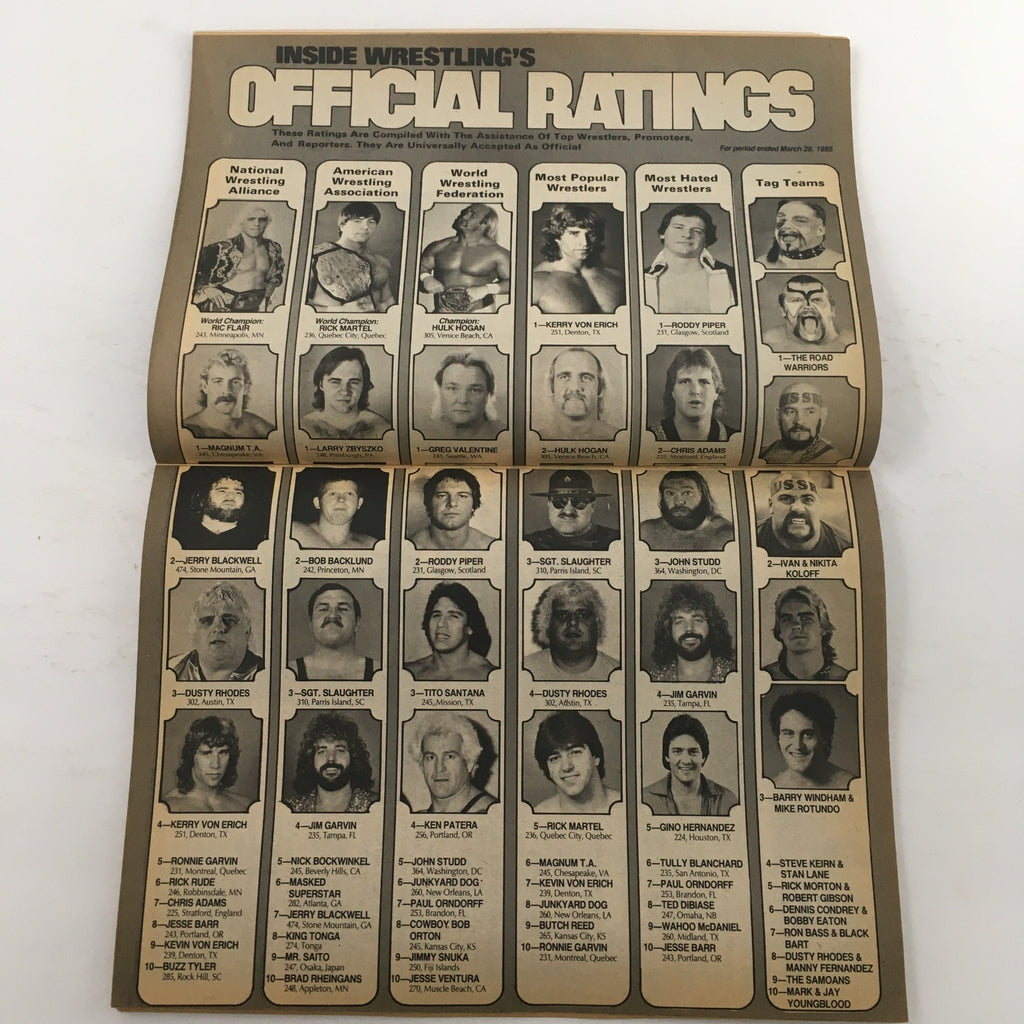 INSIDE WRESTLING'S
OFFICIAL RATINGS
These Ratings Are Compiled With The Assistance Of Top Wrestlers, Promoters,
And Reporters. They Are Universally Accepted As Official
For period ended March 28, 1985
National
Wrestling
Alliance
World Champion:
RIC FLAIR
243, Minneapolis, MN
1—MAGNUM T.A.
245, Chesapeake, VA
2—JERRY BLACKWELL
474, Stone Mountain, GA
3—DUSTY RHODES
302, Austin, TX
4—KERRY VON ERICH
251, Denton, TX
5—RONNIE GARVIN
231, Montreal, Quebec
6—RICK RUDE
246, Robbinsdale, MN
7—CHRIS ADAMS
225, Stratford, England
8—JESSE BARR
243, Portland, OR
9—KEVIN VON ERICH
239, Denton, TX
10—BUZZ TYLER
285, Rock Hill, SC
American
Wrestling
Association
World Champion:
RICK MARTEL
236, Quebec City, Quebec
1—LARRY ZBYSZKO
248, Pittsburgh, PA
2—BOB BACKLUND
242, Princeton, MN
3—SGT. SLAUGHTER
310, Parris Island, SC
4—JIM GARVIN
235, Tampa, FL
5—NICK BOCKWINKEL
245, Beverly Hills, CA
6—MASKED
SUPERSTAR
282, Atlanta, GA
7—JERRY BLACKWELL
474, Stone Mountain, GA
8—KING TONGA
274, Tonga
9—MR. SAITO
247, Osaka, Japan
10—BRAD RHEINGANS
248, Appleton, MN
World
Wrestling
Federation
Champion:
HULK HOGAN
305, Venice Beach, CA
1—GREG VALENTINE
243, Seattle, WA
2—RODDY PIPER
231, Glasgow, Scotland
3—TITO SANTANA
245, Mission, TX
4—KEN PATERA
256, Portland, OR
5—JOHN STUDD
364, Washington, DC
6—JUNKYARD DOG
260, New Orleans, LA
7—PAUL ORNDORFF
253, Brandon, FL
8—COWBOY BOB
ORTON
245, Kansas City, KS
9—JIMMY SNUKA
250, Fiji Islands
10—JESSE VENTURA
270, Muscle Beach, CA
Most Popular
Wrestlers
1—KERRY VON ERICH
251, Denton, TX
2—HULK HOGAN
305, Venice Beach, CA
3—SGT. SLAUGHTER
310, Parris Island, SC
4—DUSTY RHODES
302, Austin, TX
5—RICK MARTEL
236, Quebec City, Quebec
6—MAGNUM T.A.
245, Chesapeake, VA
7—KEVIN VON ERICH
239, Denton, TX
8—JUNKYARD DOG
260, New Orleans, LA
9—BUTCH REED
265, Kansas City, KS
10—RONNIE GARVIN
231, Montreal, Quebec
Most Hated
Wrestlers
1—RODDY PIPER
231, Glasgow, Scotland
2—CHRIS ADAMS
225, Stratford, England
3—JOHN STUDD
364, Washington, DC
4—JIM GARVIN
235, Tampa, FL
5—GINO HERNANDEZ
224, Houston, TX
6—TULLY BLANCHARD
235, San Antonio, TX
7—PAUL ORNDORFF
253, Brandon, FL
8—TED DIBIASE
247, Omaha, NB
9—WAHOO McDANIEL
260, Midland, TX
10—JESSE BARR
243, Portland, OR
Tag Teams
1—THE ROAD
WARRIORS
USSR
USSR
2—IVAN & NIKITA
KOLOFF
3—BARRY WINDHAM &
MIKE ROTUNDO
4—STEVE KEIRN &
STAN LANE
5—RICK MORTON &
ROBERT GIBSON
6—DENNIS CONDREY &
BOBBY EATON
7—RON BASS & BLACK
BART
8—DUSTY RHODES &
MANNY FERNANDEZ
9—THE SAMOANS
10—MARK & JAY
YOUNGBLOOD